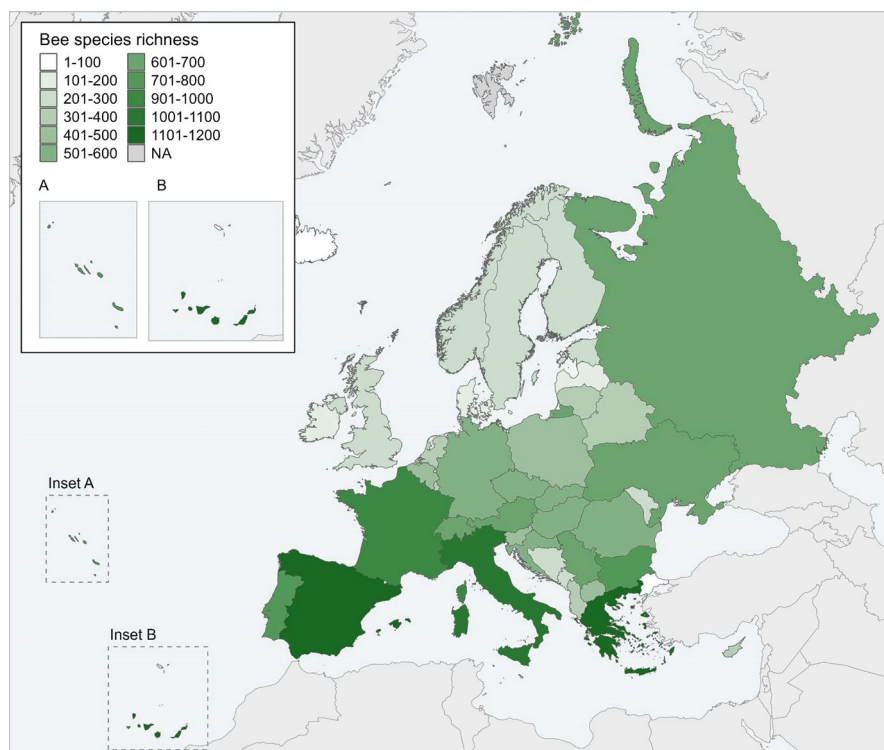 Bee species richness
1-100
101-200
201-300
301-400
401-500
501-600
601-700
701-800
901-1000
1001-1100
1101-1200
NA
A
B
Inset A
Inset B